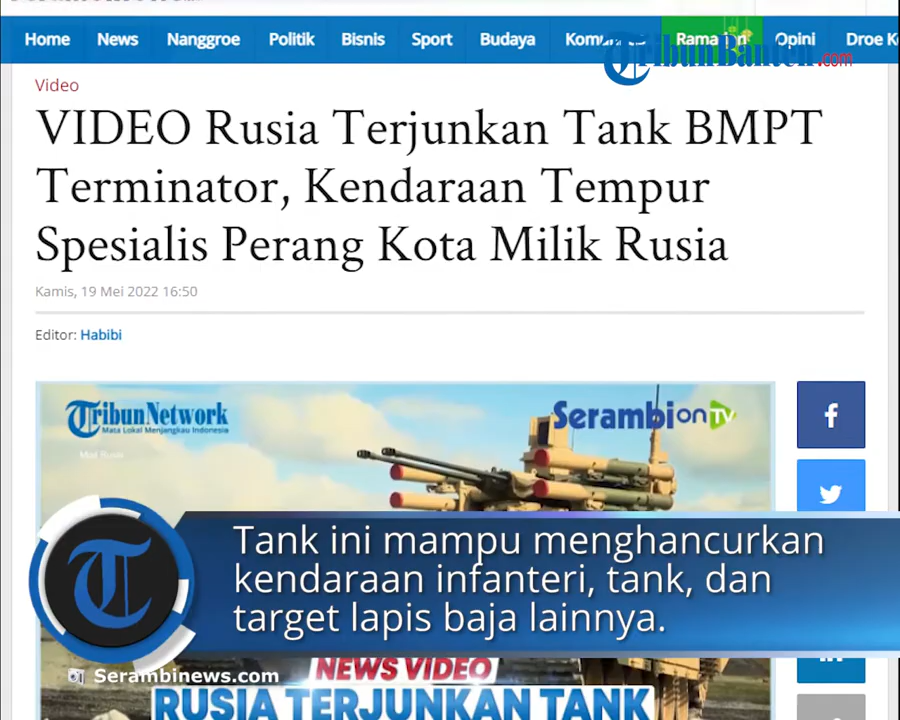 Home News Nanggroe Politik Bisnis Sport Budaya Opini
TribunBanten.com
Video
VIDEO Rusia Terjunkan Tank BMPT
Terminator, Kendaraan Tempur
Spesialis Perang Kota Milik Rusia
Kamis, 19 Mei 2022 16:50
Editor: Habibi
TribunNetwork
Mata Lokal Menjangkau Indonesia
Serambi on TV
Tank ini mampu menghancurkan
kendaraan infanteri, tank, dan
target lapis baja lainnya.
Serambinews.com
NEWS VIDEO
RUSIA TERJUNKAN TANK